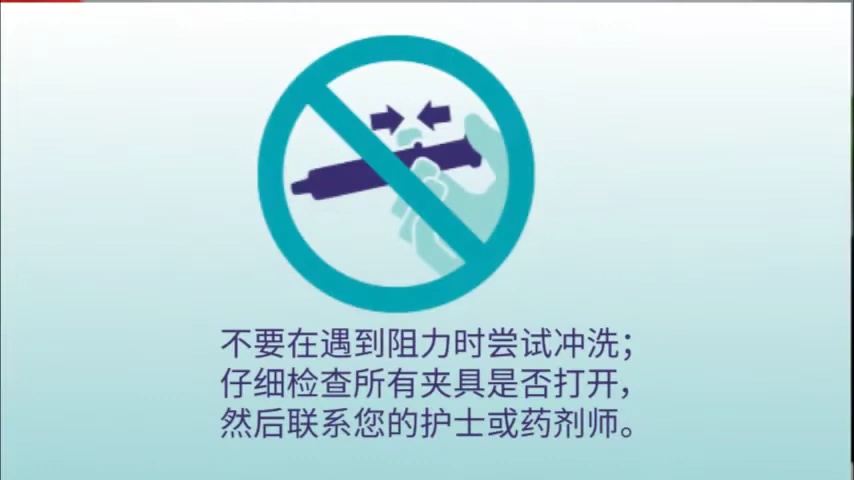 不要在遇到阻力时尝试冲洗；
仔细检查所有夹具是否打开，
然后联系您的护士或药剂师。